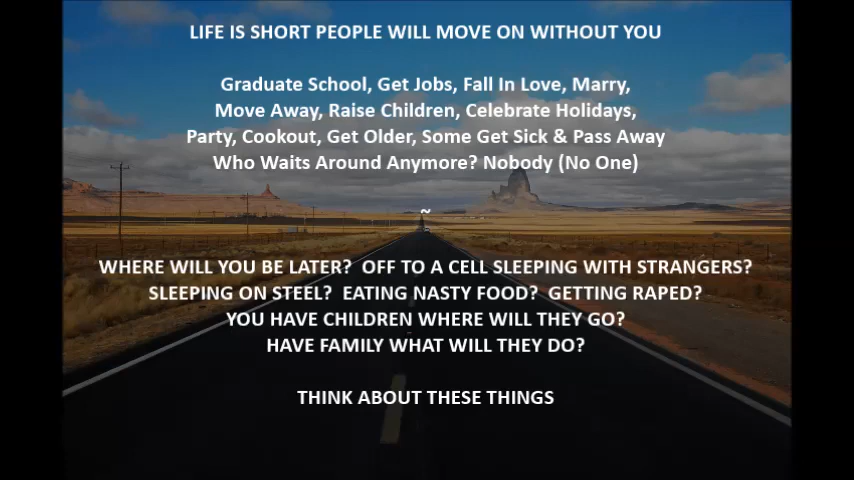 LIFE IS SHORT PEOPLE WILL MOVE ON WITHOUT YOU
Graduate School, Get Jobs, Fall In Love, Marry,
Move Away, Raise Children, Celebrate Holidays,
Party, Cookout, Get Older, Some Get Sick & Pass Away
Who Waits Around Anymore? Nobody (No One)
~
WHERE WILL YOU BE LATER?  OFF TO A CELL SLEEPING WITH STRANGERS?
SLEEPING ON STEEL?  EATING NASTY FOOD?  GETTING RAPED?
YOU HAVE CHILDREN WHERE WILL THEY GO?
HAVE FAMILY WHAT WILL THEY DO?
THINK ABOUT THESE THINGS